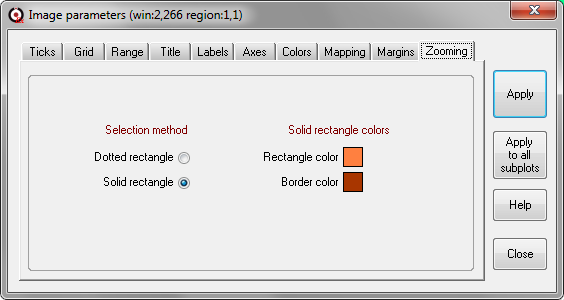 Image parameters (win:2,266 region:1,1)
Ticks Grid Range Title Labels Axes Colors Mapping Margins Zooming
Selection method
Dotted rectangle
Solid rectangle
Solid rectangle colors
Rectangle color
Border color
Apply
Apply
to all
subplots
Help
Close